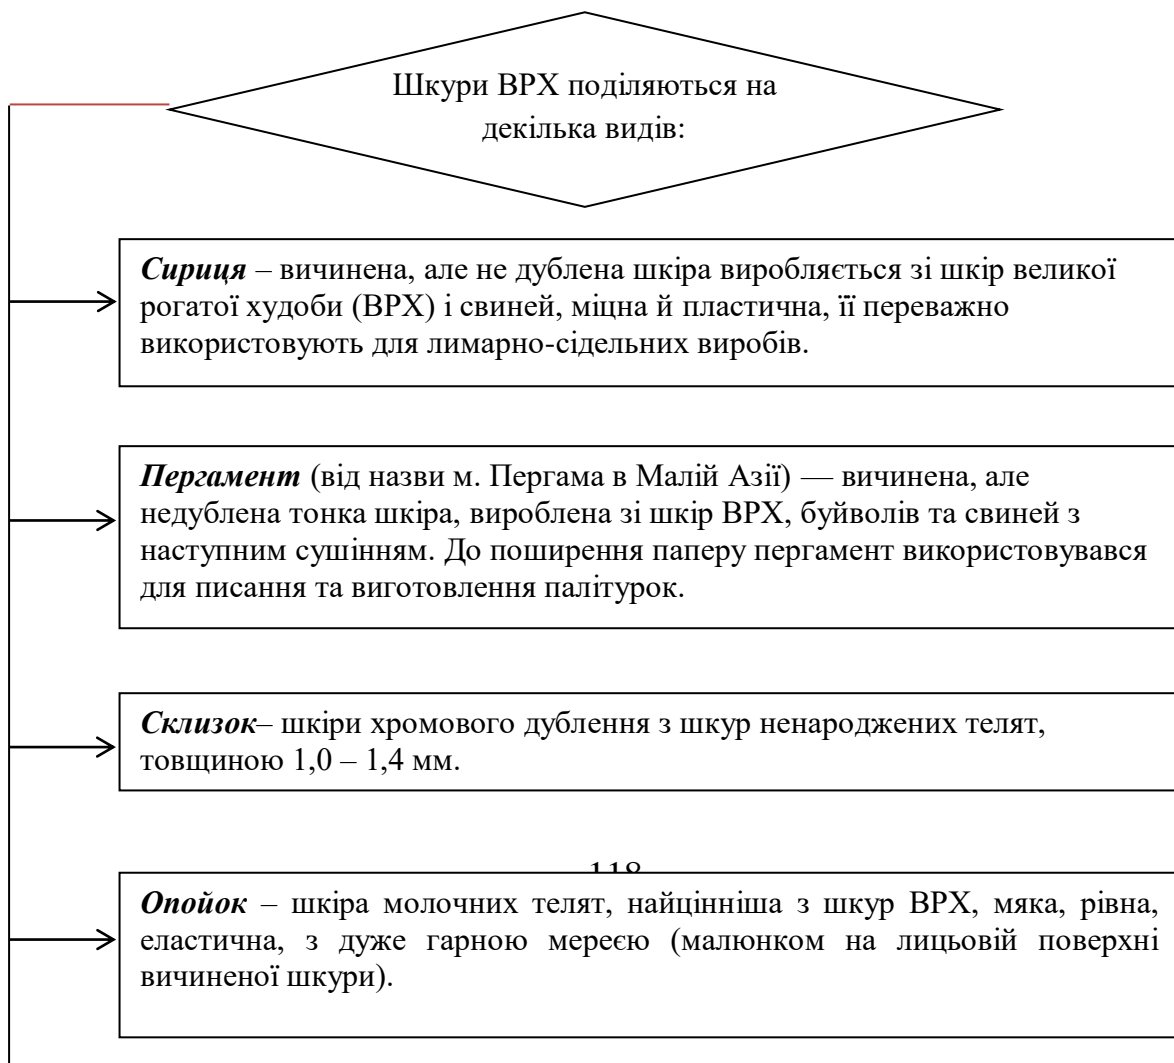 Шкури ВРХ поділяються на
декілька видів:
Сириця – вичинена, але не дублена шкіра виробляється зі шкір великої
рогатої худоби (ВРХ) і свиней, міцна й пластична, її переважно
використовують для лимарно-сідельних виробів.
Пергамент (від назви м. Пергама в Малій Азії) — вичинена, але
недублена тонка шкіра, вироблена зі шкір ВРХ, буйволів та свиней з
наступним сушінням. До поширення паперу пергамент використовувався
для писання та виготовлення палітурок.
Склизок– шкіри хромового дублення з шкур ненароджених телят,
товщиною 1,0 – 1,4 мм.
118
Опойок – шкіра молочних телят, найцінніша з шкур ВРХ, мяка, рівна,
еластична, з дуже гарною мереєю (малюнком на лицьовій поверхні
вичиненої шкури).